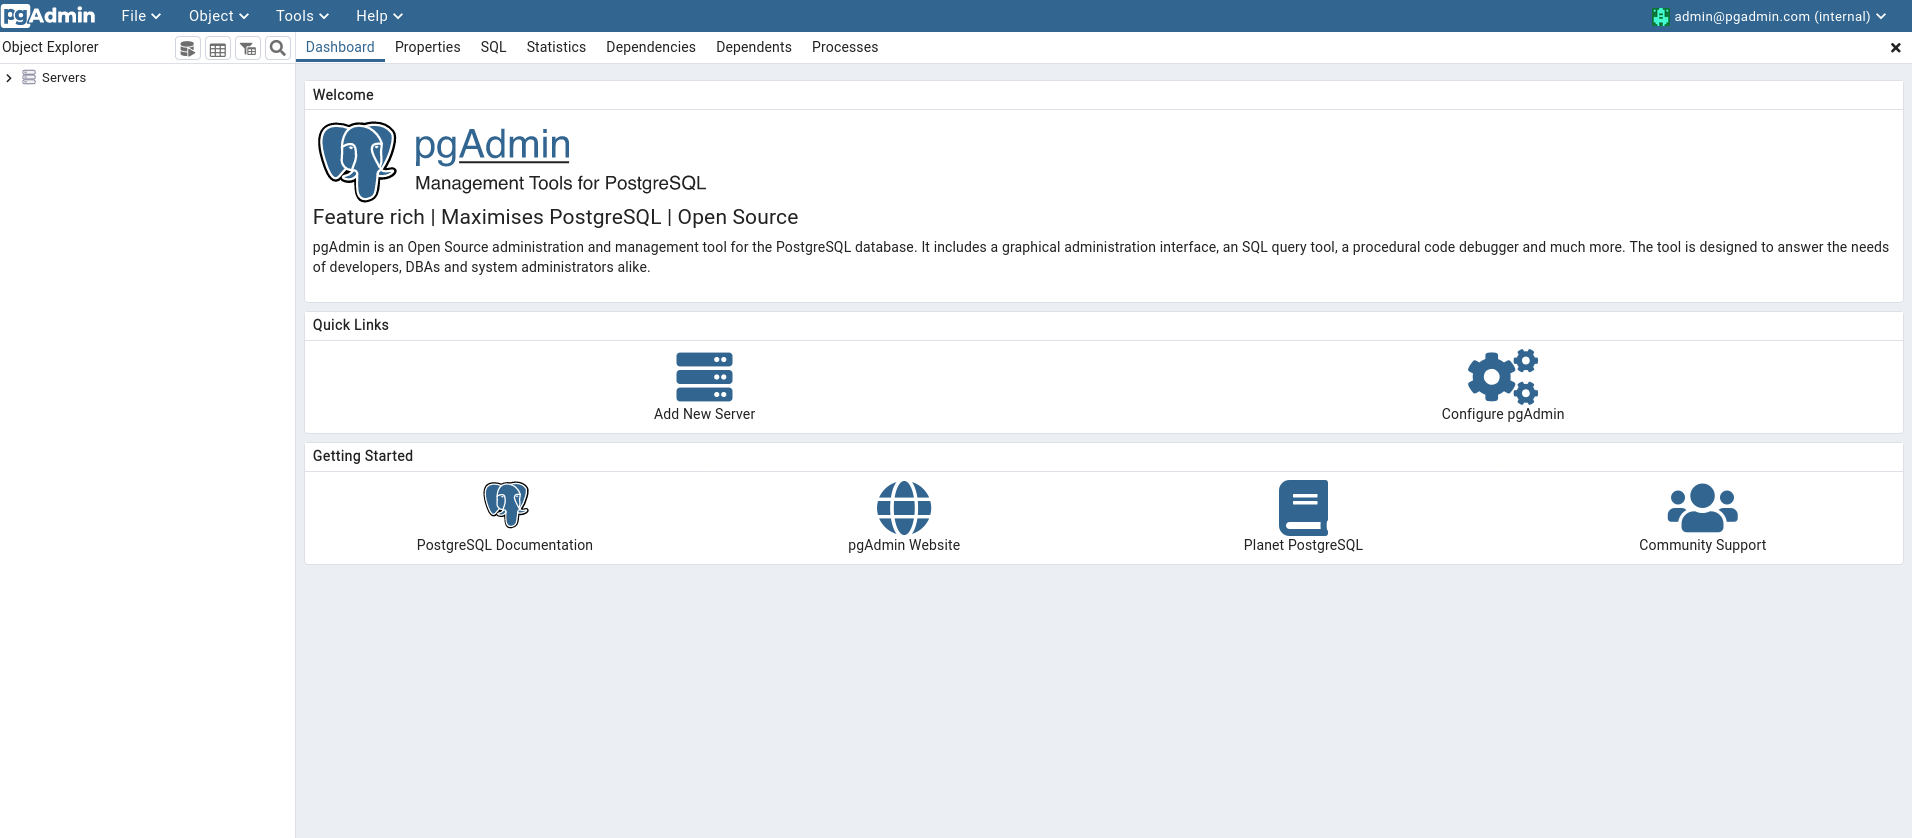 pgAdmin File Object Tools Help admin@pgadmin.com (internal)
Object Explorer Dashboard Properties SQL Statistics Dependencies Dependents Processes
Servers
Welcome
pgAdmin
Management Tools for PostgreSQL
Feature rich | Maximises PostgreSQL | Open Source
pgAdmin is an Open Source administration and management tool for the PostgreSQL database. It includes a graphical administration interface, an SQL query tool, a procedural code debugger and much more. The tool is designed to answer the needs
of developers, DBAs and system administrators alike.
Quick Links
Add New Server Configure pgAdmin
Getting Started
PostgreSQL Documentation pgAdmin Website Planet PostgreSQL Community Support